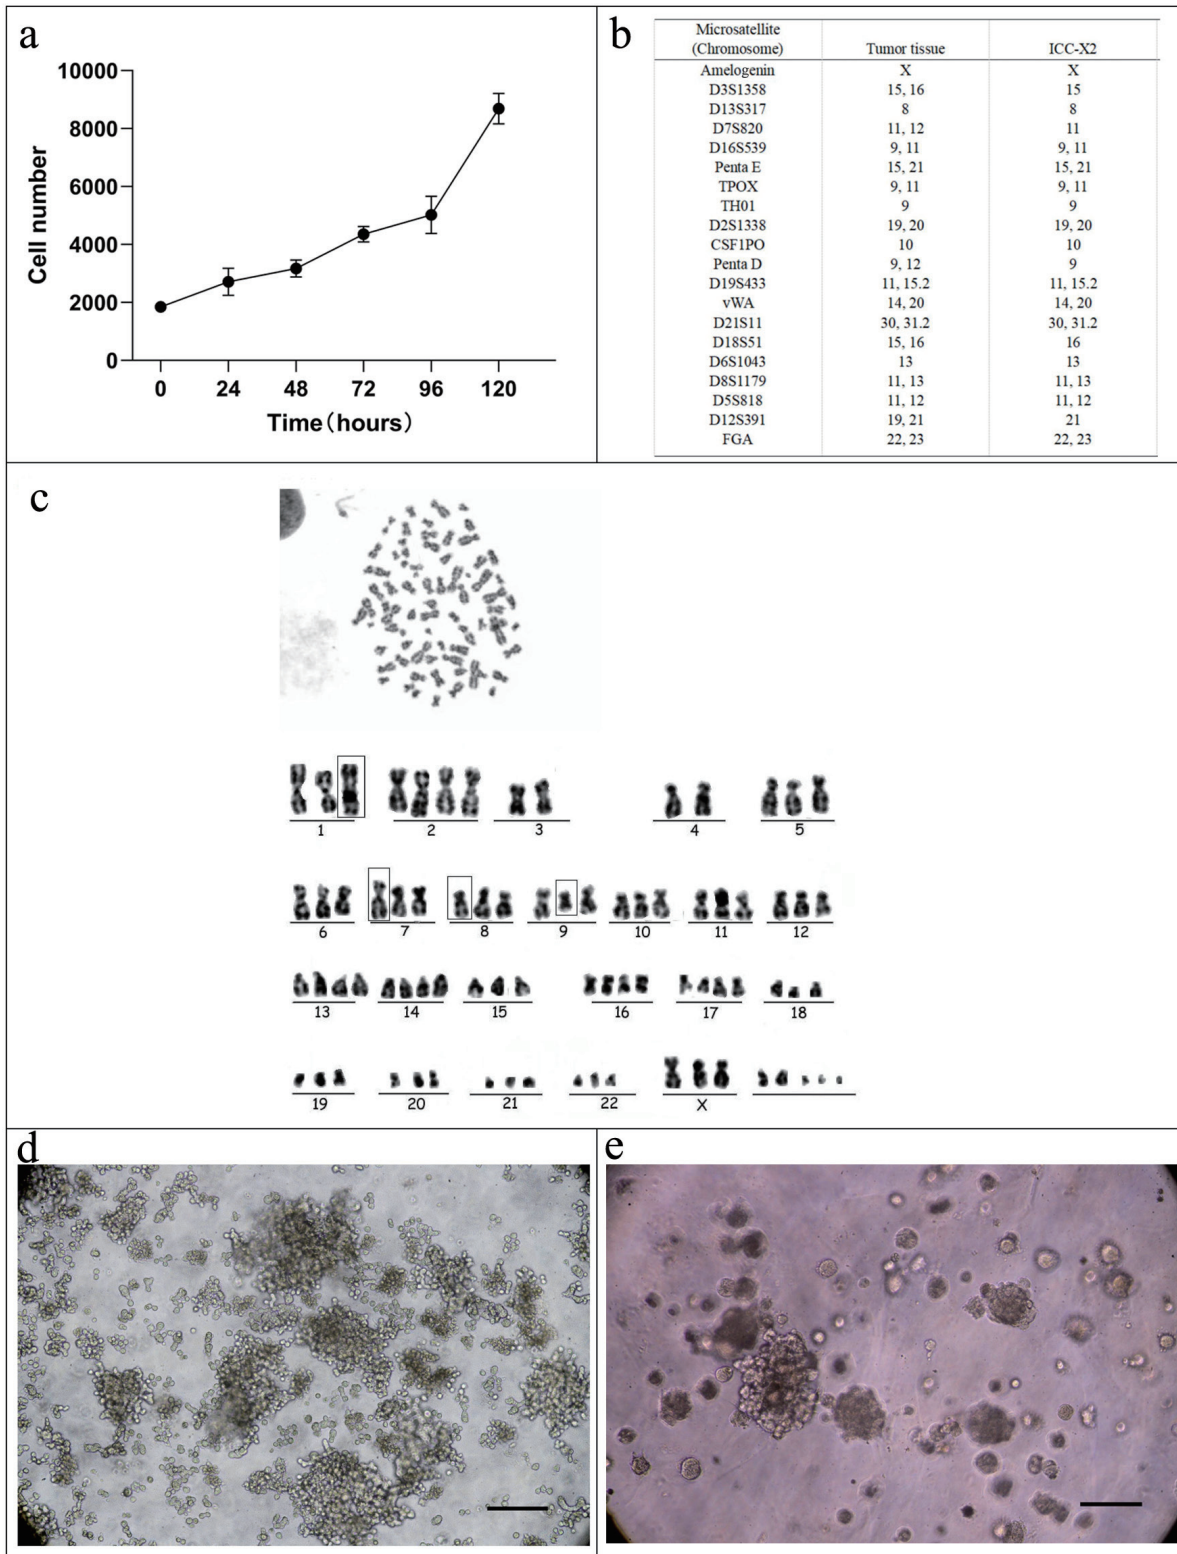 a
10000
8000
6000
4000
2000
0
Cell number
0 24 48 72 96 120
Time（hours）
b
Microsatellite
(Chromosome) Tumor tissue ICC-X2
Amelogenin X X
D3S1358 15, 16 15
D13S317 8 8
D7S820 11, 12 11
D16S539 9, 11 9, 11
Penta E 15, 21 15, 21
TPOX 9, 11 9, 11
TH01 9 9
D2S1338 19, 20 19, 20
CSF1PO 10 10
Penta D 9, 12 9
D19S433 11, 15.2 11, 15.2
vWA 14, 20 14, 20
D21S11 30, 31.2 30, 31.2
D18S51 15, 16 16
D6S1043 13 13
D8S1179 11, 13 11, 13
D5S818 11, 12 11, 12
D12S391 19, 21 21
FGA 22, 23 22, 23
c
1 2 3 4 5
6 7 8 9 10 11 12
13 14 15 16 17 18
19 20 21 22 X
d
e